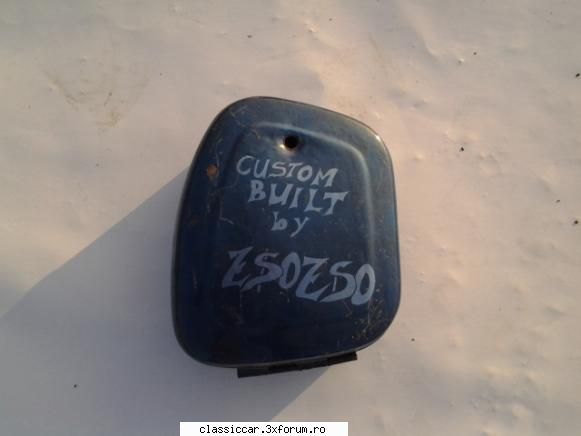 CUSTOM
BUILT
by
ZSOZSO
classiccar.3xforum.ro